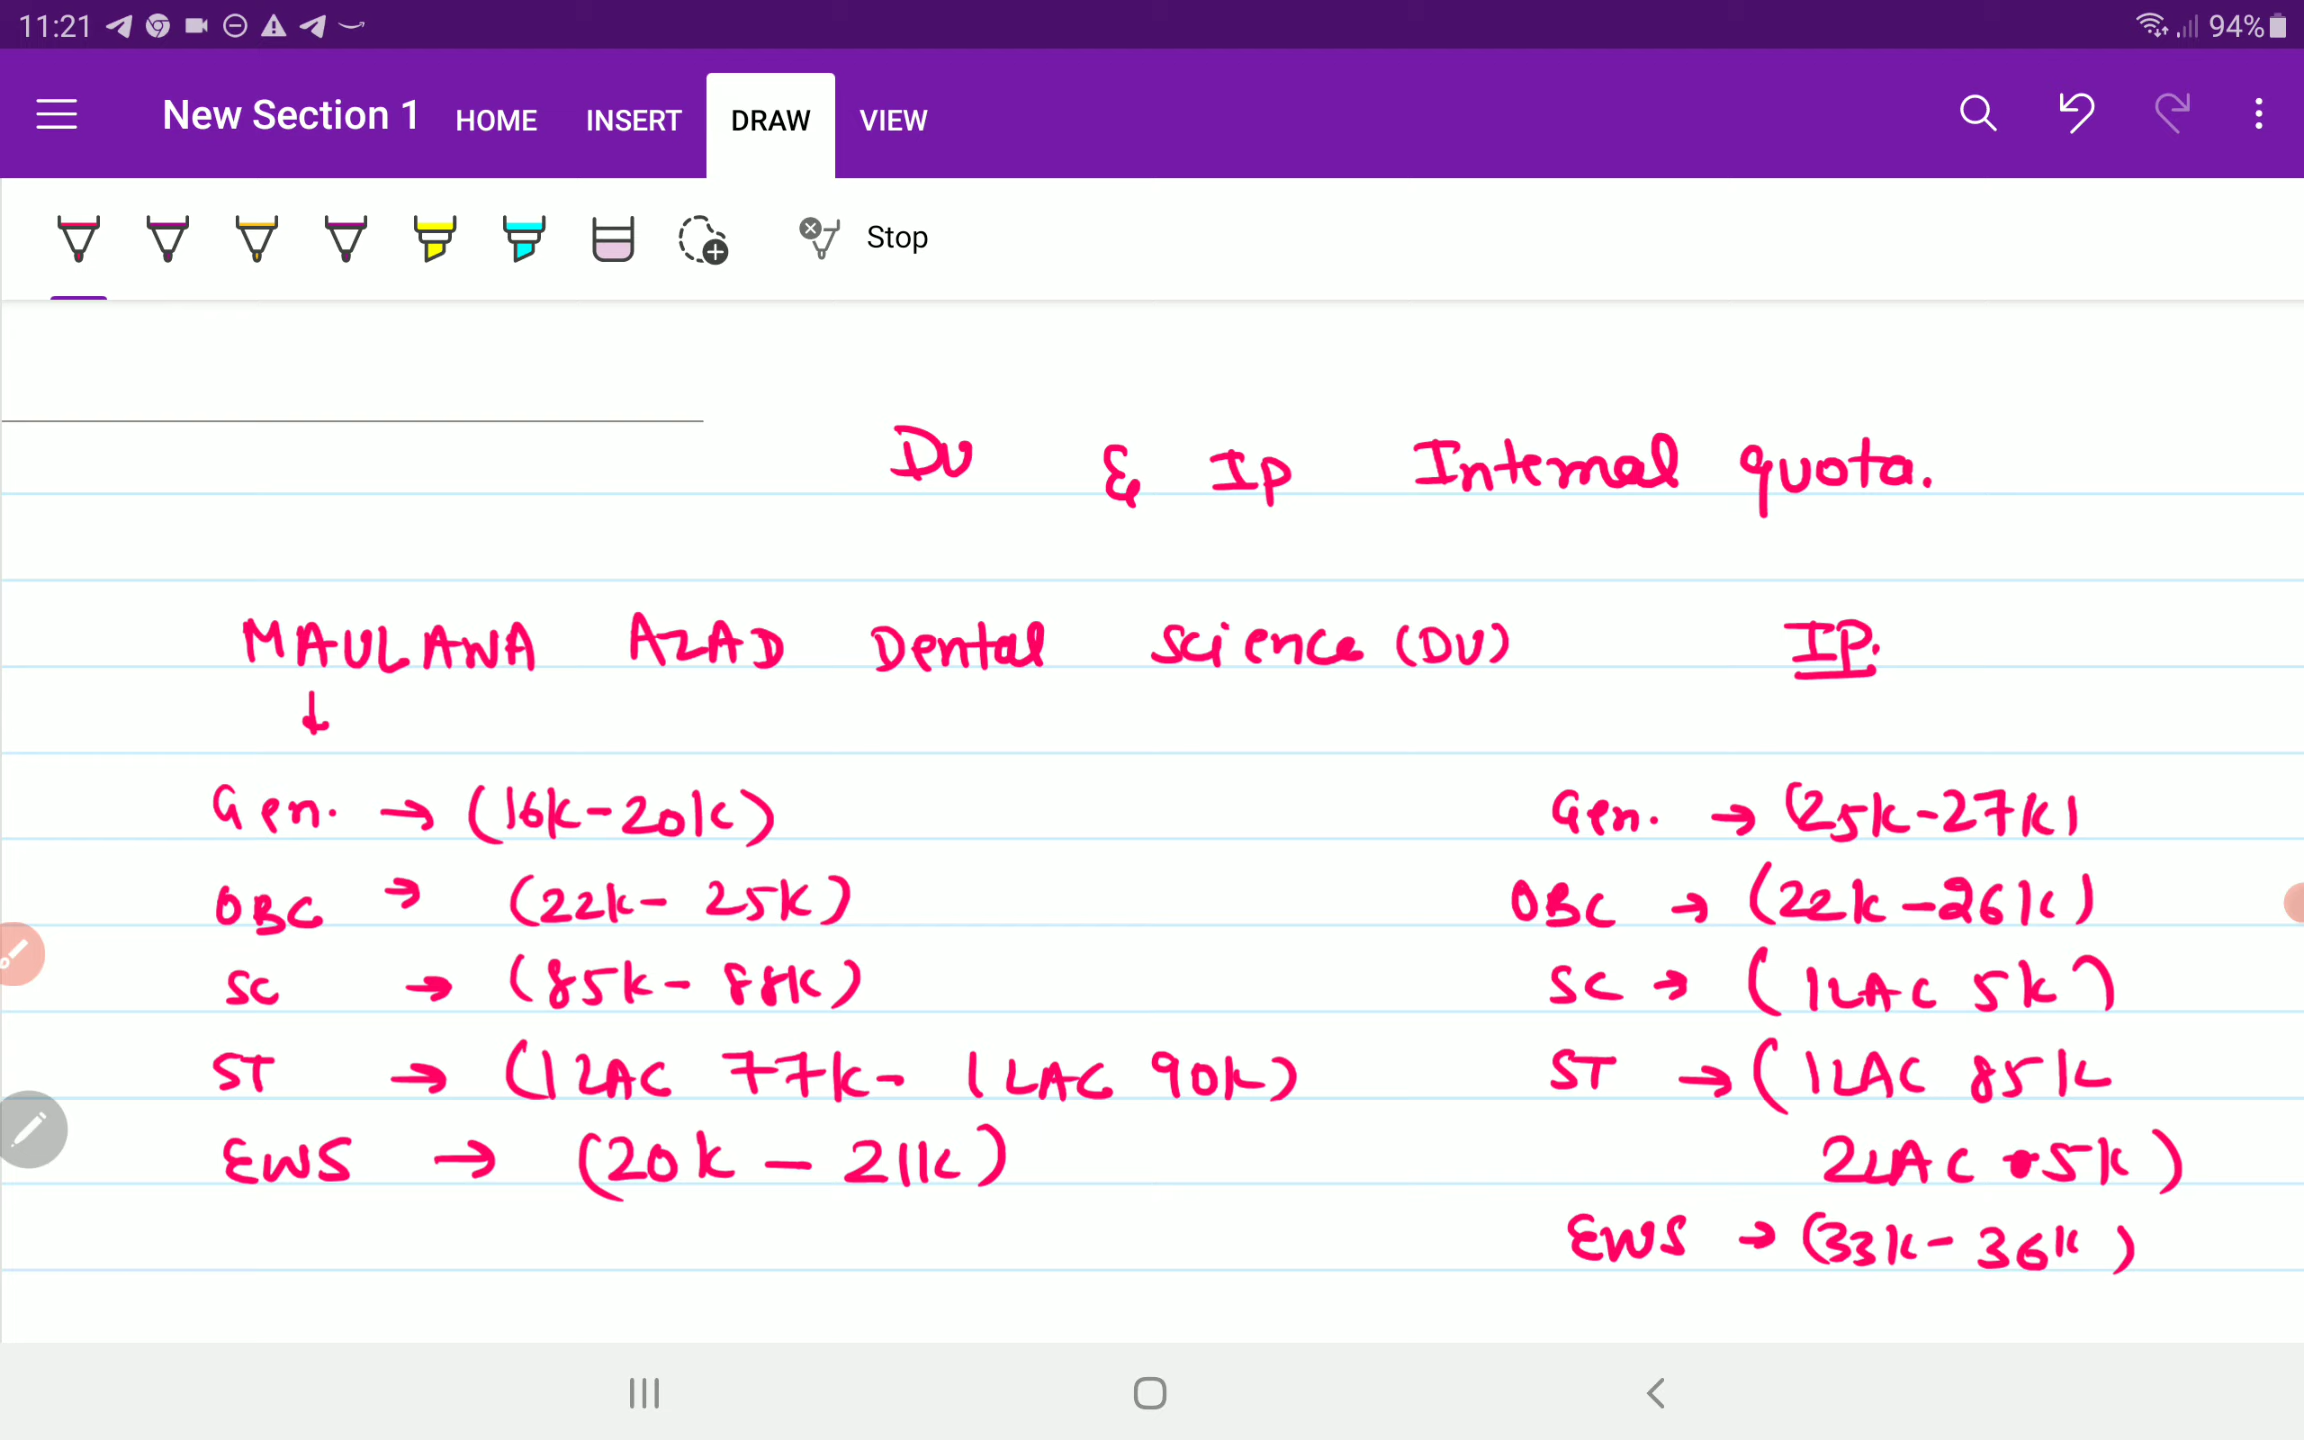 11:21 94%
New Section 1 HOME INSERT DRAW VIEW
Stop
DU & Ip Internal quota.
MAULANA AZAD Dental Science (DU) IP.
Gen. → (16k-20k) Gen. → (25k-27k)
OBC → (22k- 25k) OBC → (22k-26k)
SC → (85k- 88k) SC → (1LAC 5k)
ST → (1LAC 77k- 1LAC 90k) ST → (1LAC 85k
2LAC 5k)
EWS → (20k - 21k)
EWS → (33k- 36k)